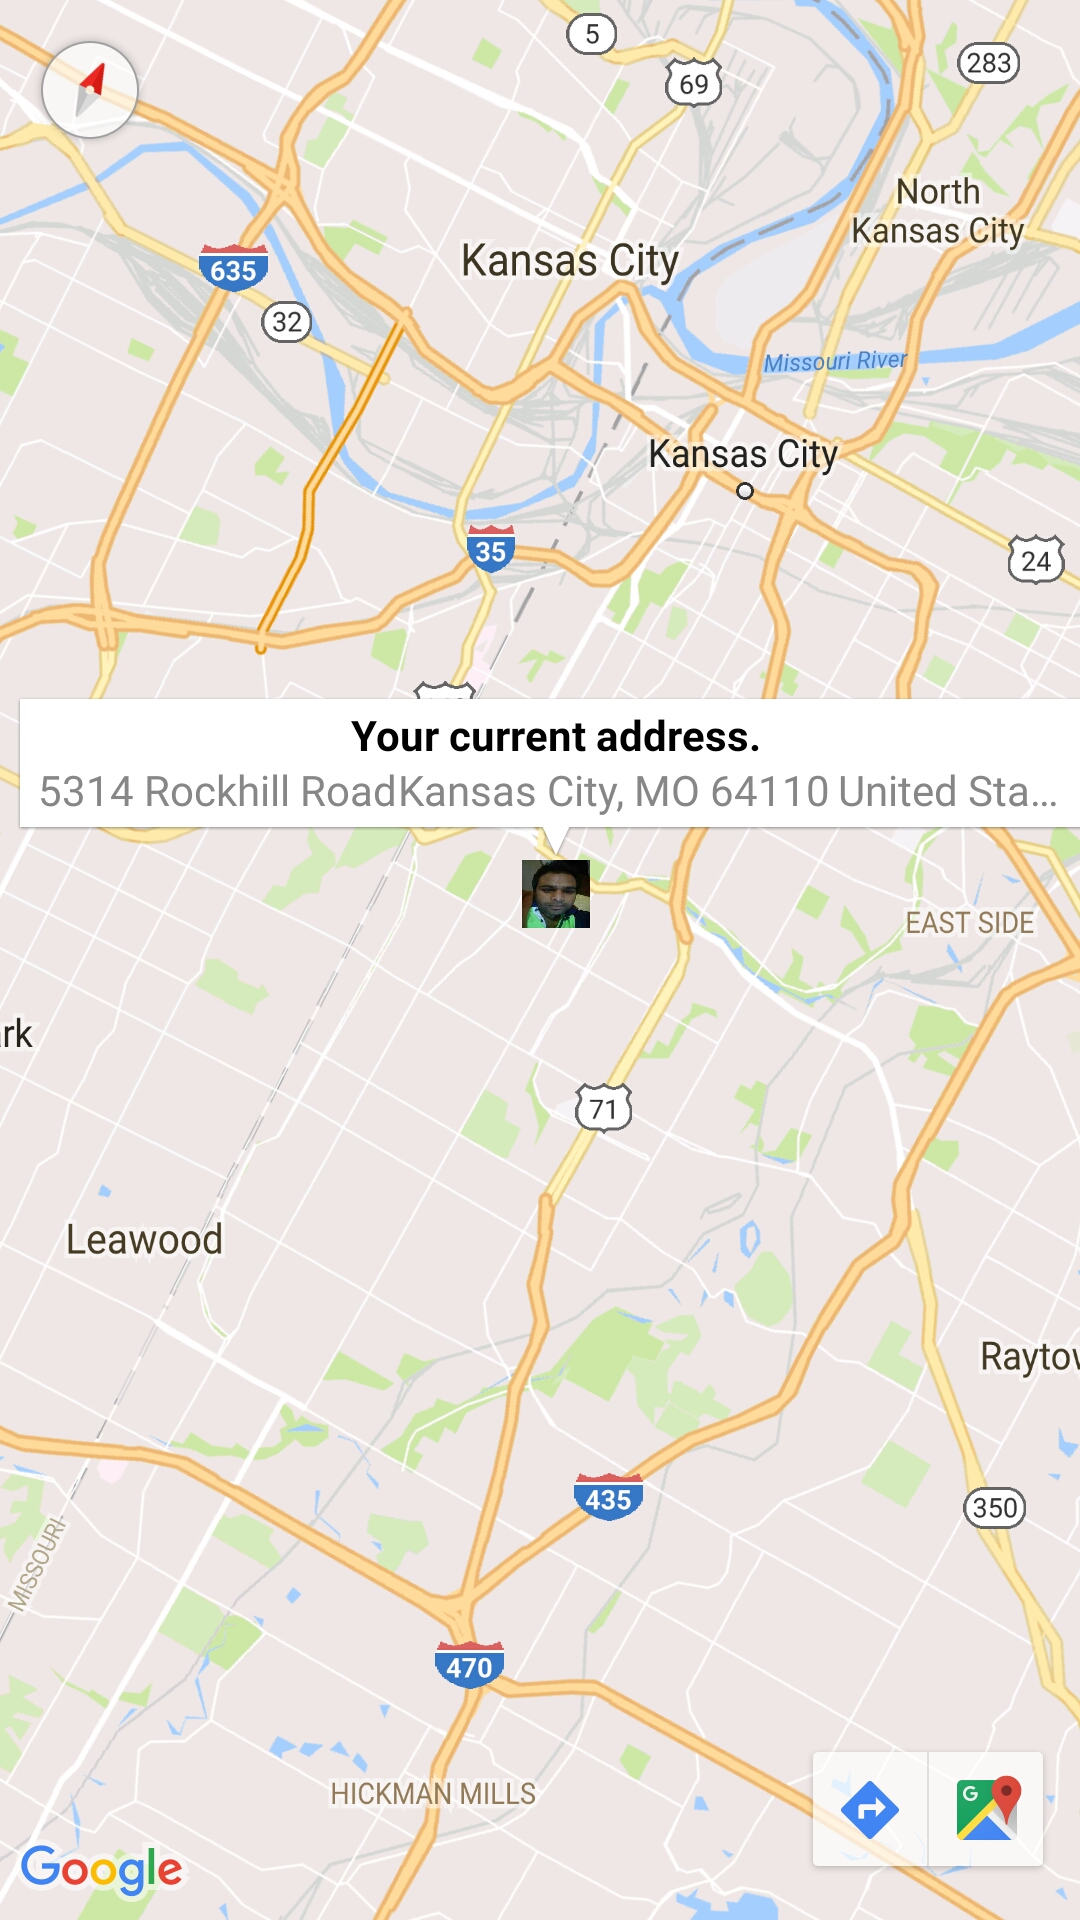 5
69
283
North
Kansas City
Kansas City
635
32
Missouri River
Kansas City
35
24
Your current address.
5314 Rockhill RoadKansas City, MO 64110 United Sta...
EAST SIDE
ark
71
Leawood
Raytow
435
350
MISSOURI
470
HICKMAN MILLS
G
Google